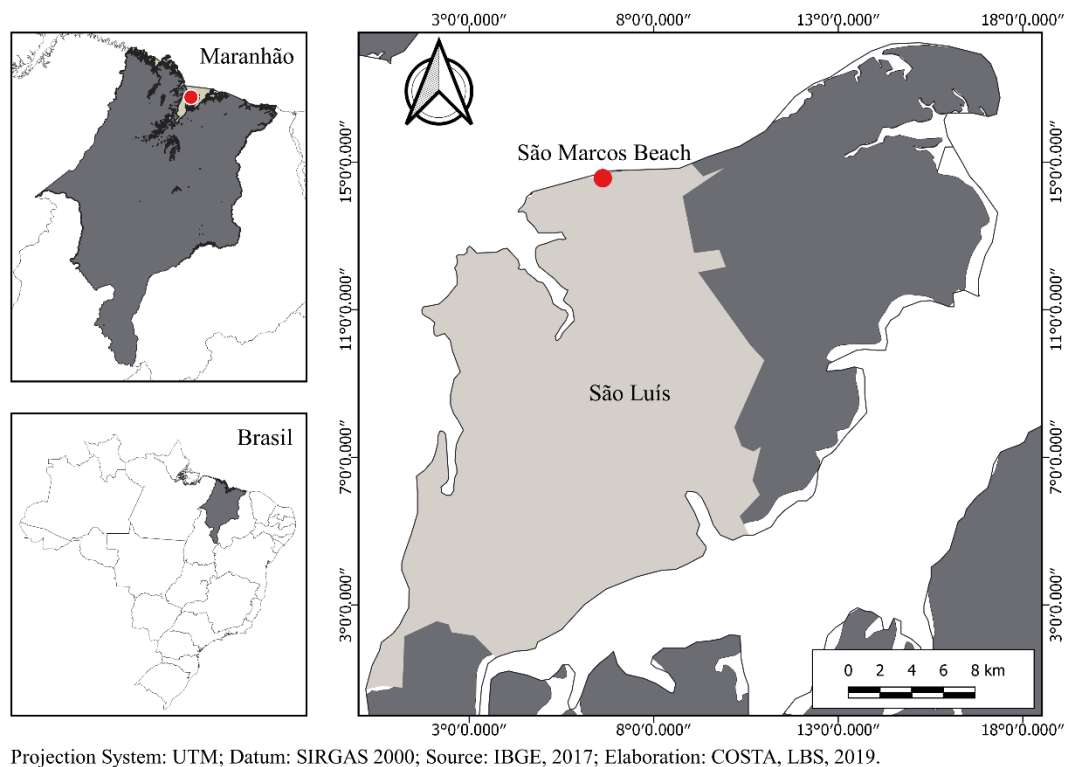 Maranhão
Brasil
3°0'0.000" 8°0'0.000" 13°0'0.000" 18°0'0.000"
15°0'0.000"
11°0'0.000"
7°0'0.000"
3°0'0.000"
São Marcos Beach
São Luís
15°0'0.000"
11°0'0.000"
7°0'0.000"
3°0'0.000"
0 2 4 6 8 km
3°0'0.000" 8°0'0.000" 13°0'0.000" 18°0'0.000"
Projection System: UTM; Datum: SIRGAS 2000; Source: IBGE, 2017; Elaboration: COSTA, LBS, 2019.